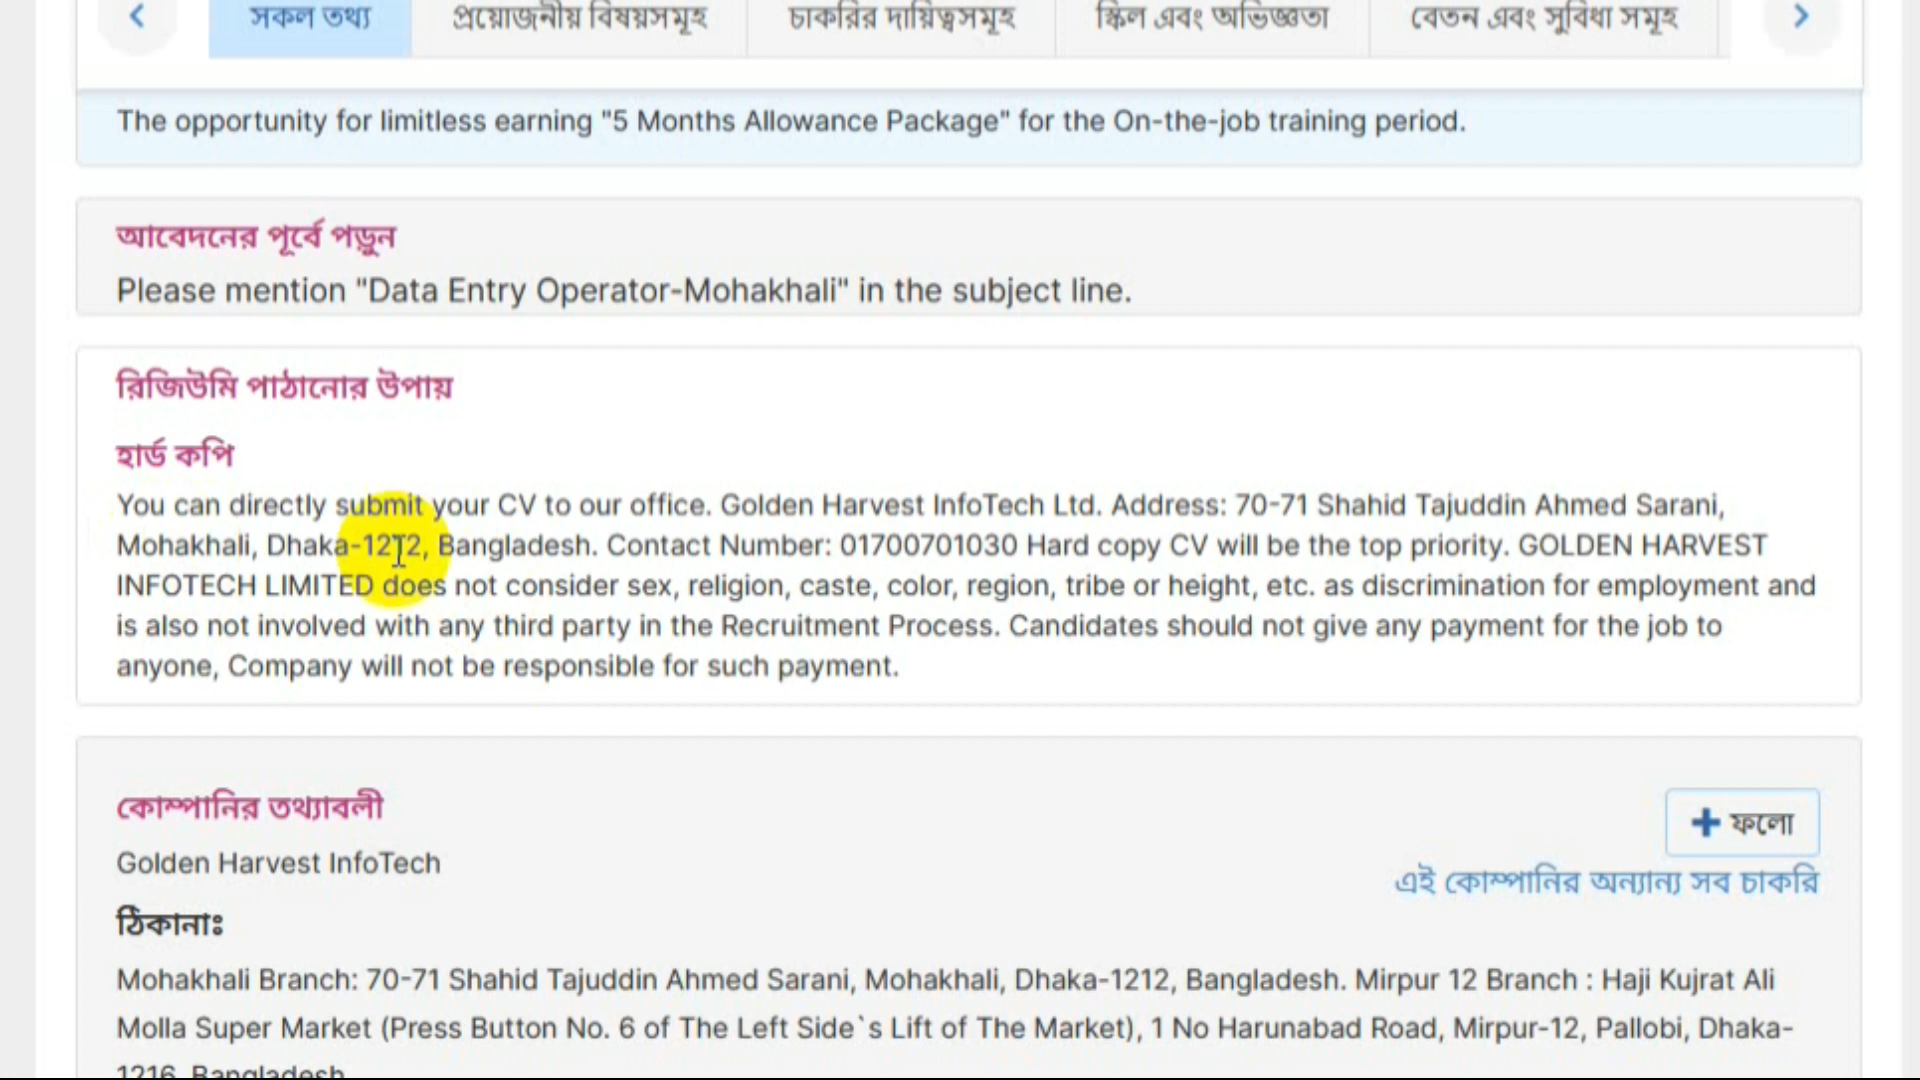 সকল তথ্য
প্রয়োজনীয় বিষয়সমূহ
চাকরির দায়িত্বসমূহ
স্কিল এবং অভিজ্ঞতা
বেতন এবং সুবিধা সমূহ
The opportunity for limitless earning "5 Months Allowance Package" for the On-the-job training period.
আবেদনের পূর্বে পড়ুন
Please mention "Data Entry Operator-Mohakhali" in the subject line.
রিজিউমি পাঠানোর উপায়
হার্ড কপি
You can directly submit your CV to our office. Golden Harvest InfoTech Ltd. Address: 70-71 Shahid Tajuddin Ahmed Sarani,
Mohakhali, Dhaka-1212, Bangladesh. Contact Number: 01700701030 Hard copy CV will be the top priority. GOLDEN HARVEST
INFOTECH LIMITED does not consider sex, religion, caste, color, region, tribe or height, etc. as discrimination for employment and
is also not involved with any third party in the Recruitment Process. Candidates should not give any payment for the job to
anyone, Company will not be responsible for such payment.
কোম্পানির তথ্যাবলী
+ ফলো
Golden Harvest InfoTech
এই কোম্পানির অন্যান্য সব চাকরি
ঠিকানাঃ
Mohakhali Branch: 70-71 Shahid Tajuddin Ahmed Sarani, Mohakhali, Dhaka-1212, Bangladesh. Mirpur 12 Branch : Haji Kujrat Ali
Molla Super Market (Press Button No. 6 of The Left Side`s Lift of The Market), 1 No Harunabad Road, Mirpur-12, Pallobi, Dhaka-
1216, Bangladesh